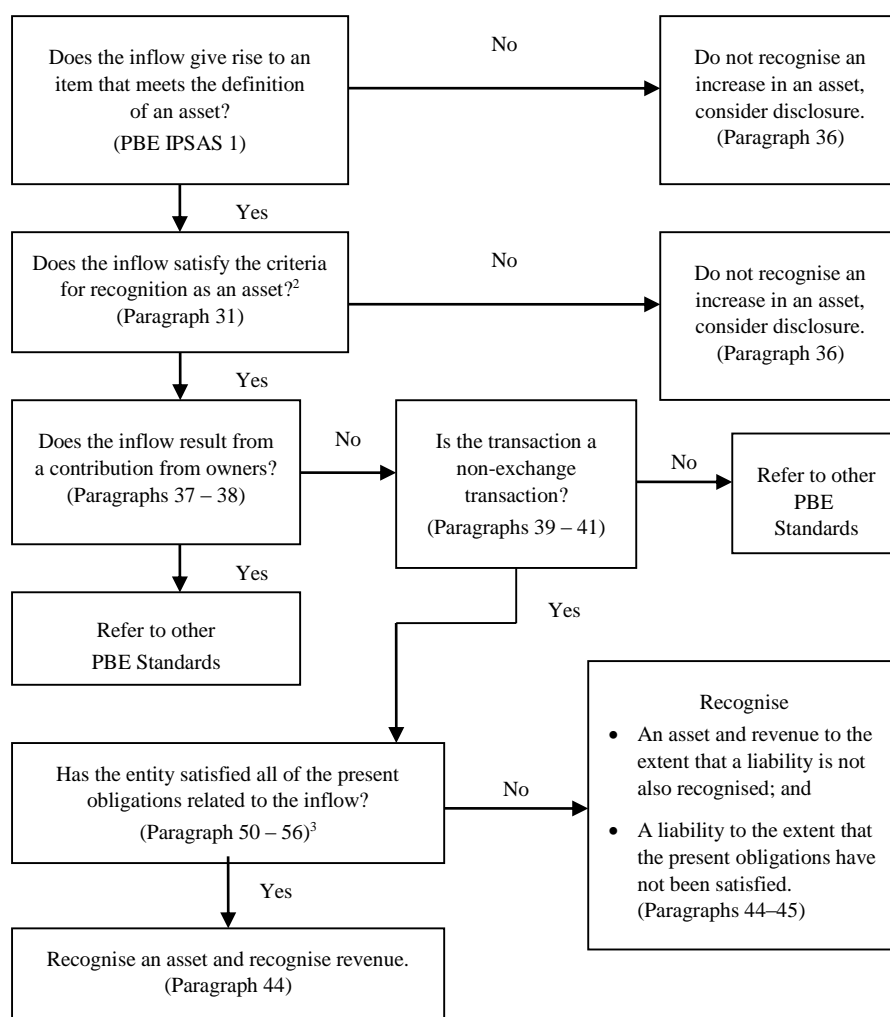 Does the inflow give rise to an
item that meets the definition
of an asset?
(PBE IPSAS 1)
No
Do not recognise an
increase in an asset,
consider disclosure.
(Paragraph 36)
Yes
Does the inflow satisfy the criteria
for recognition as an asset?²
(Paragraph 31)
No
Do not recognise an
increase in an asset,
consider disclosure.
(Paragraph 36)
Yes
Does the inflow result from
a contribution from owners?
(Paragraphs 37 – 38)
No
Is the transaction a
non-exchange
transaction?
(Paragraphs 39 – 41)
No
Refer to other
PBE
Standards
Yes
Refer to other
PBE Standards
Yes
Has the entity satisfied all of the present
obligations related to the inflow?
(Paragraph 50 – 56)³
No
Recognise
• An asset and revenue to the
extent that a liability is not
also recognised; and
• A liability to the extent that
the present obligations have
not been satisfied.
(Paragraphs 44–45)
Yes
Recognise an asset and recognise revenue.
(Paragraph 44)